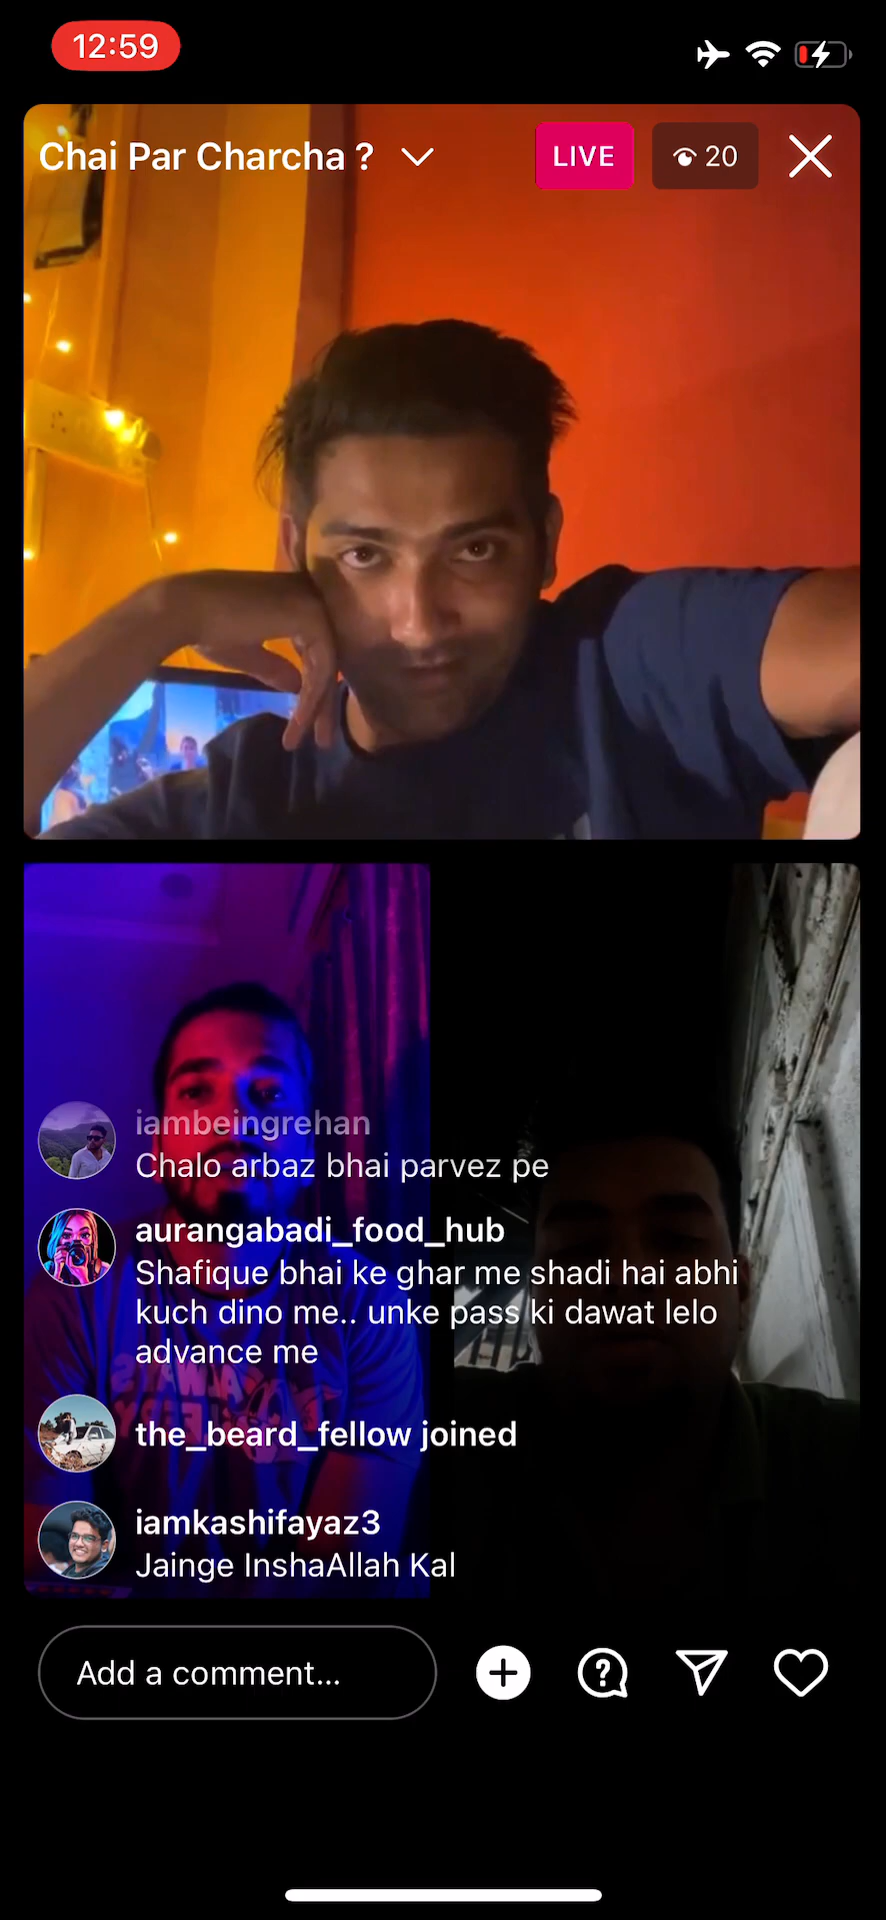 12:59
Chai Par Charcha ?
LIVE
20
iambeingrehan
Chalo arbaz bhai parvez pe
aurangabadi_food_hub
Shafique bhai ke ghar me shadi hai abhi
kuch dino me.. unke pass ki dawat lelo
advance me
the_beard_fellow joined
iamkashifayaz3
Jainge InshaAllah Kal
Add a comment...